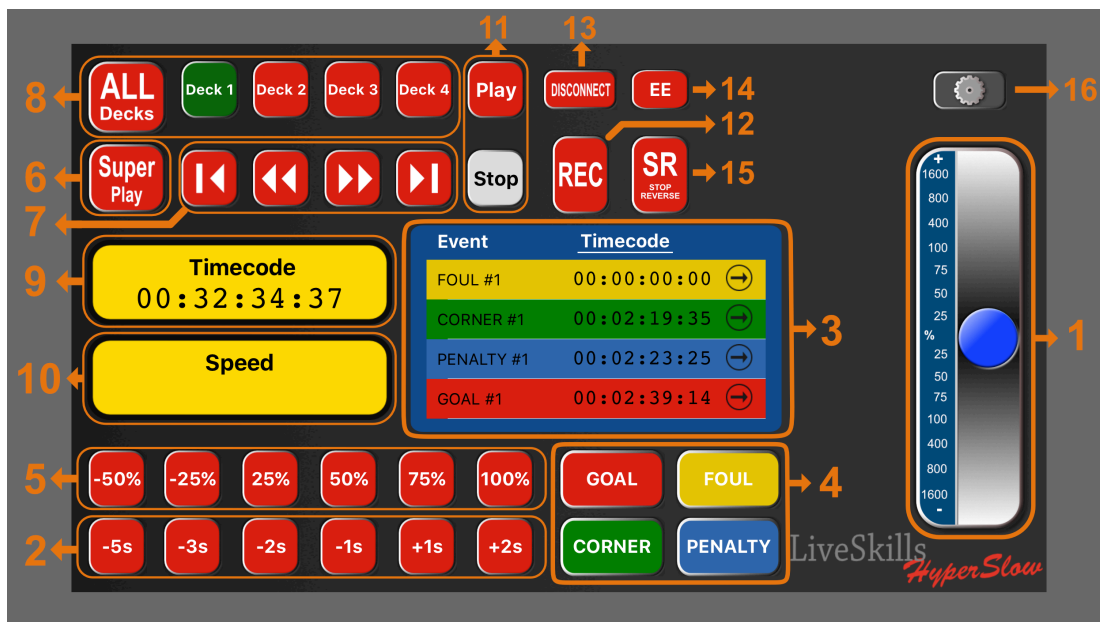 11
13
8
ALL
Decks
Deck 1
Deck 2
Deck 3
Deck 4
Play
DISCONNECT
EE
14
16
12
6
Super
Play
Stop
REC
SR
STOP
REVERSE
15
7
9
Timecode
00:32:34:37
10
Speed
Event Timecode
FOUL #1 00:00:00:00
CORNER #1 00:02:19:35
PENALTY #1 00:02:23:25
GOAL #1 00:02:39:14
3
+
1600
800
400
100
75
50
25
%
25
50
75
100
400
800
1600
-
1
5
-50%
-25%
25%
50%
75%
100%
GOAL
FOUL
4
2
-5s
-3s
-2s
-1s
+1s
+2s
CORNER
PENALTY
LiveSkills
HyperSlow